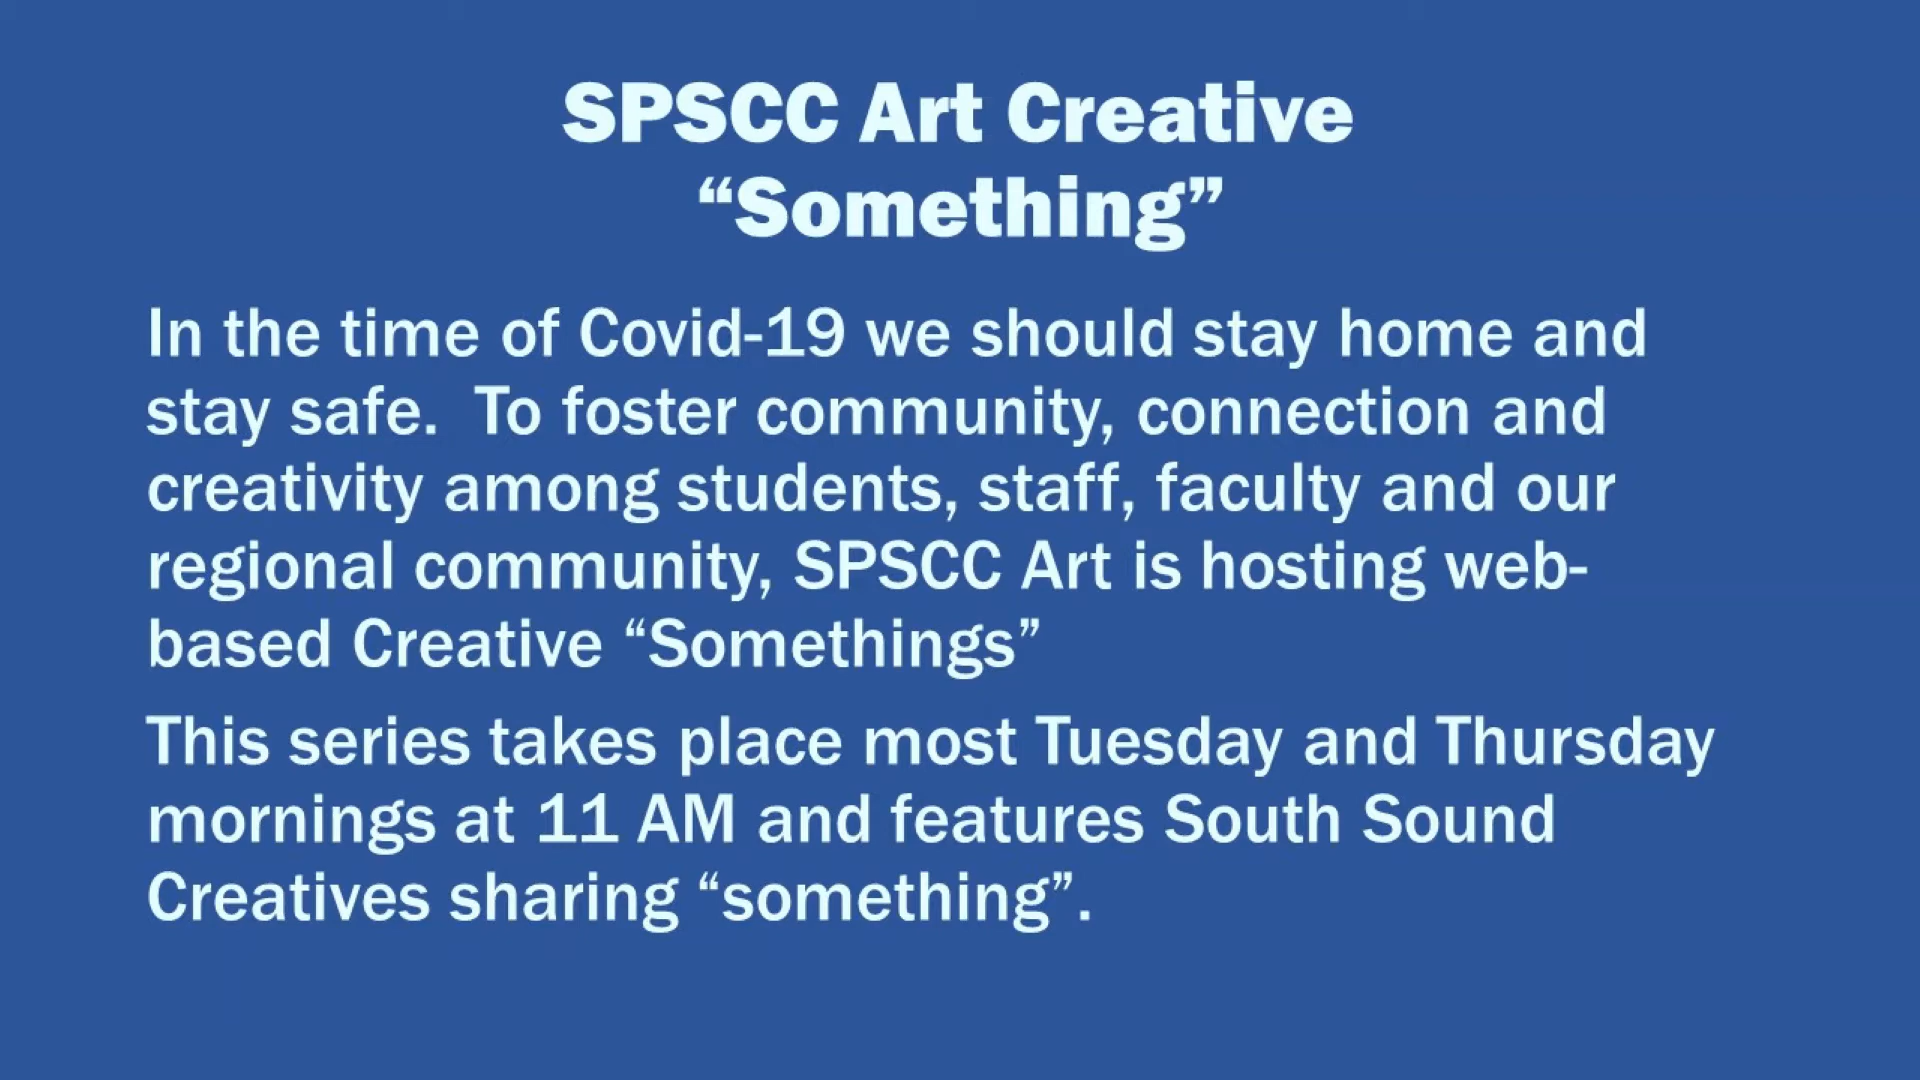 SPSCC Art Creative
“Something”
In the time of Covid-19 we should stay home and
stay safe.  To foster community, connection and
creativity among students, staff, faculty and our
regional community, SPSCC Art is hosting web-
based Creative “Somethings”
This series takes place most Tuesday and Thursday
mornings at 11 AM and features South Sound
Creatives sharing “something”.